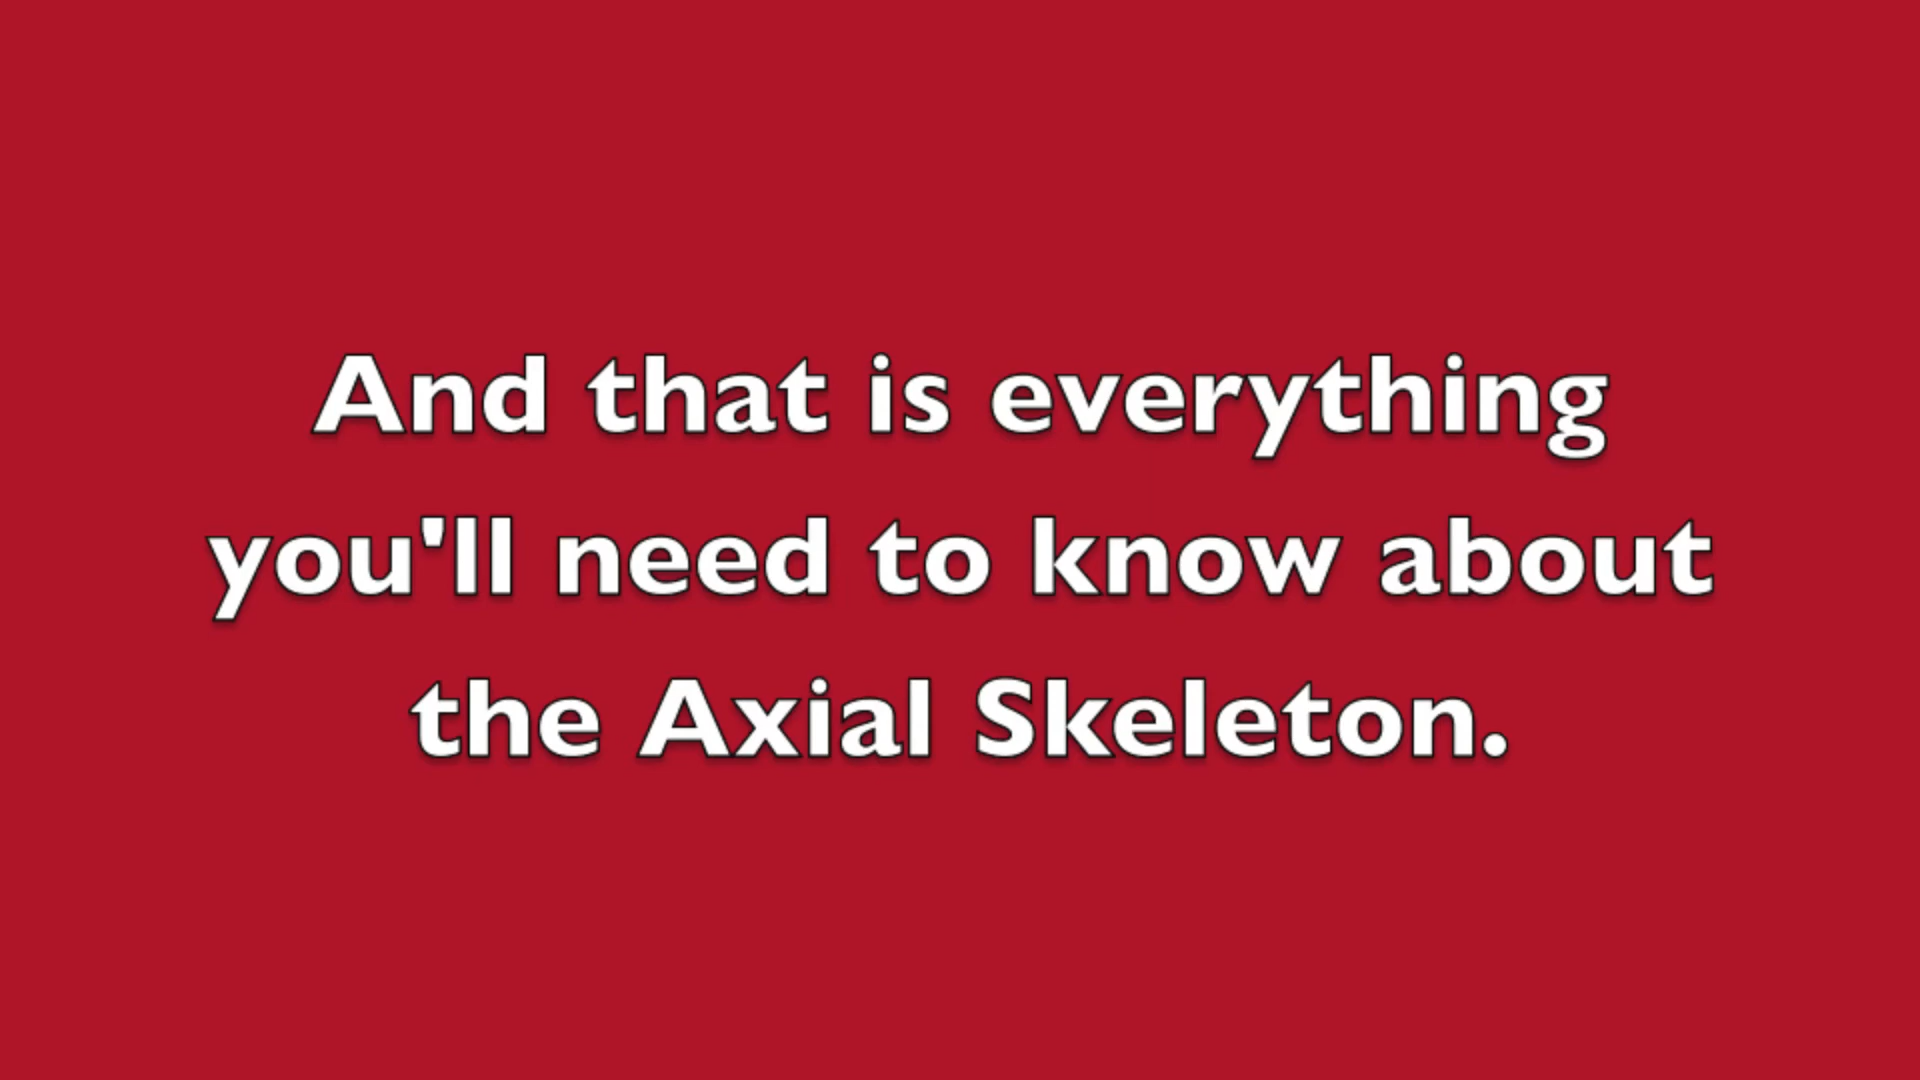 And that is everything
you'll need to know about
the Axial Skeleton.